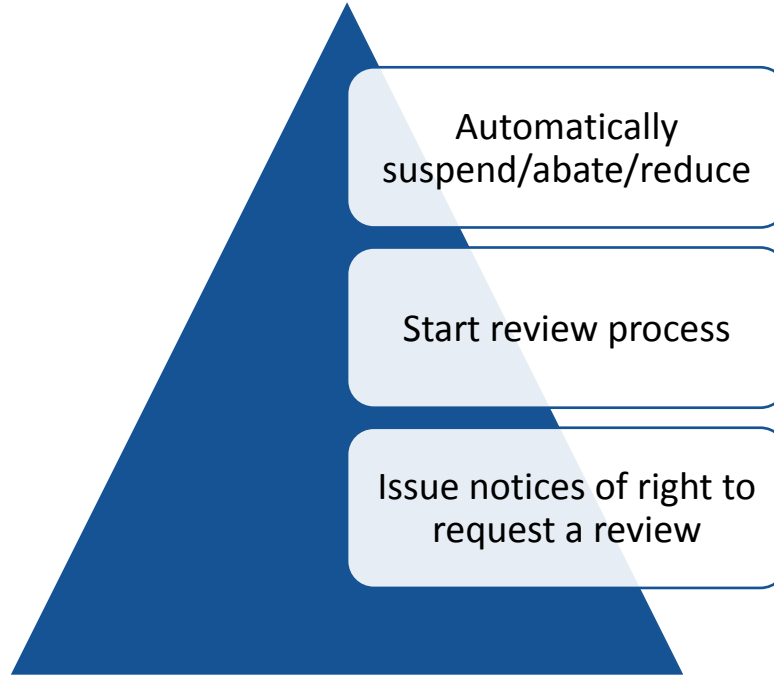 Automatically
suspend/abate/reduce
Start review process
Issue notices of right to
request a review